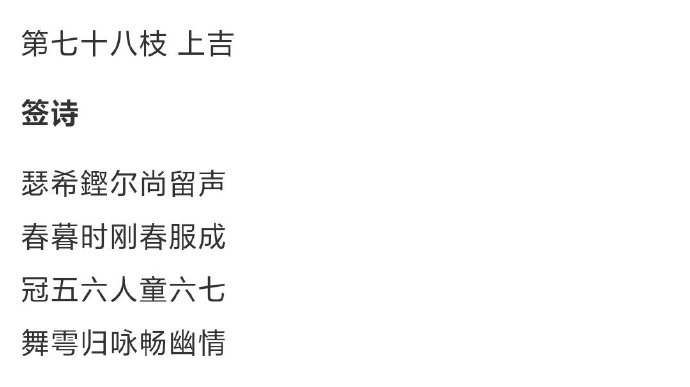 第七十八枝 上吉
签诗
瑟希鏗尔尚留声
春暮时刚春服成
冠五六人童六七
舞雩归咏畅幽情